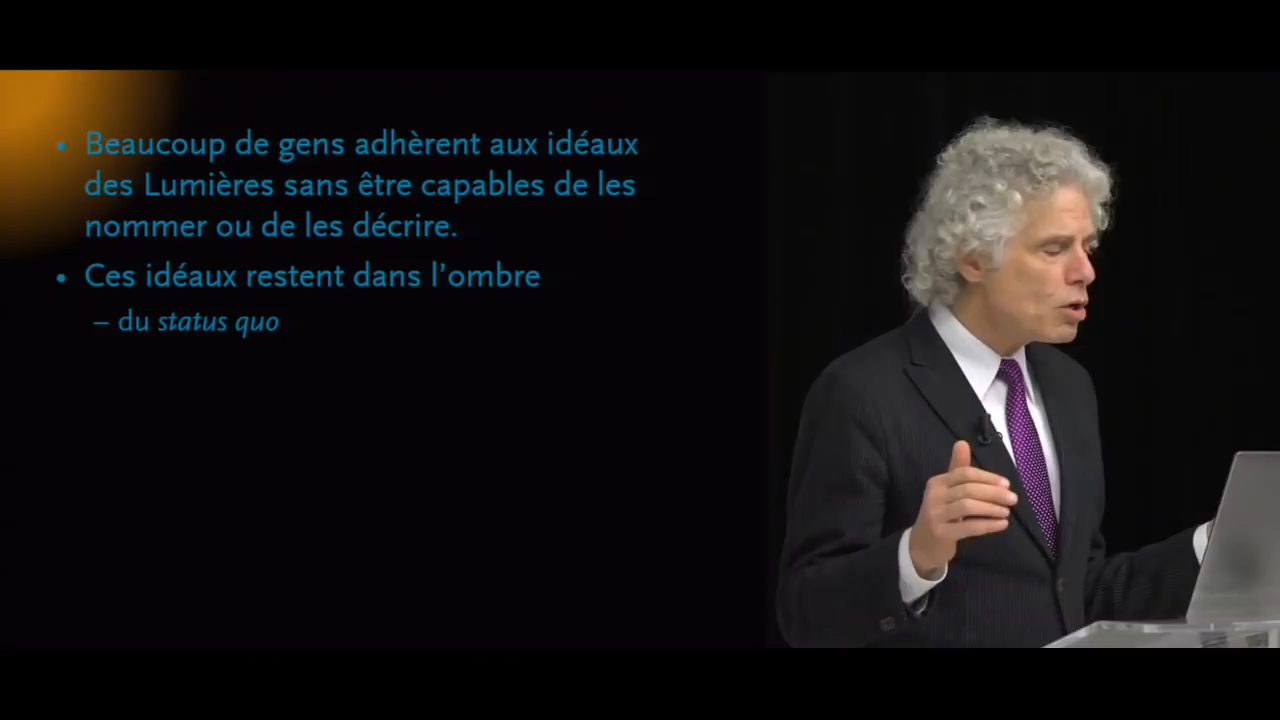 • Beaucoup de gens adhèrent aux idéaux
des Lumières sans être capables de les
nommer ou de les décrire.
• Ces idéaux restent dans l’ombre
– du status quo